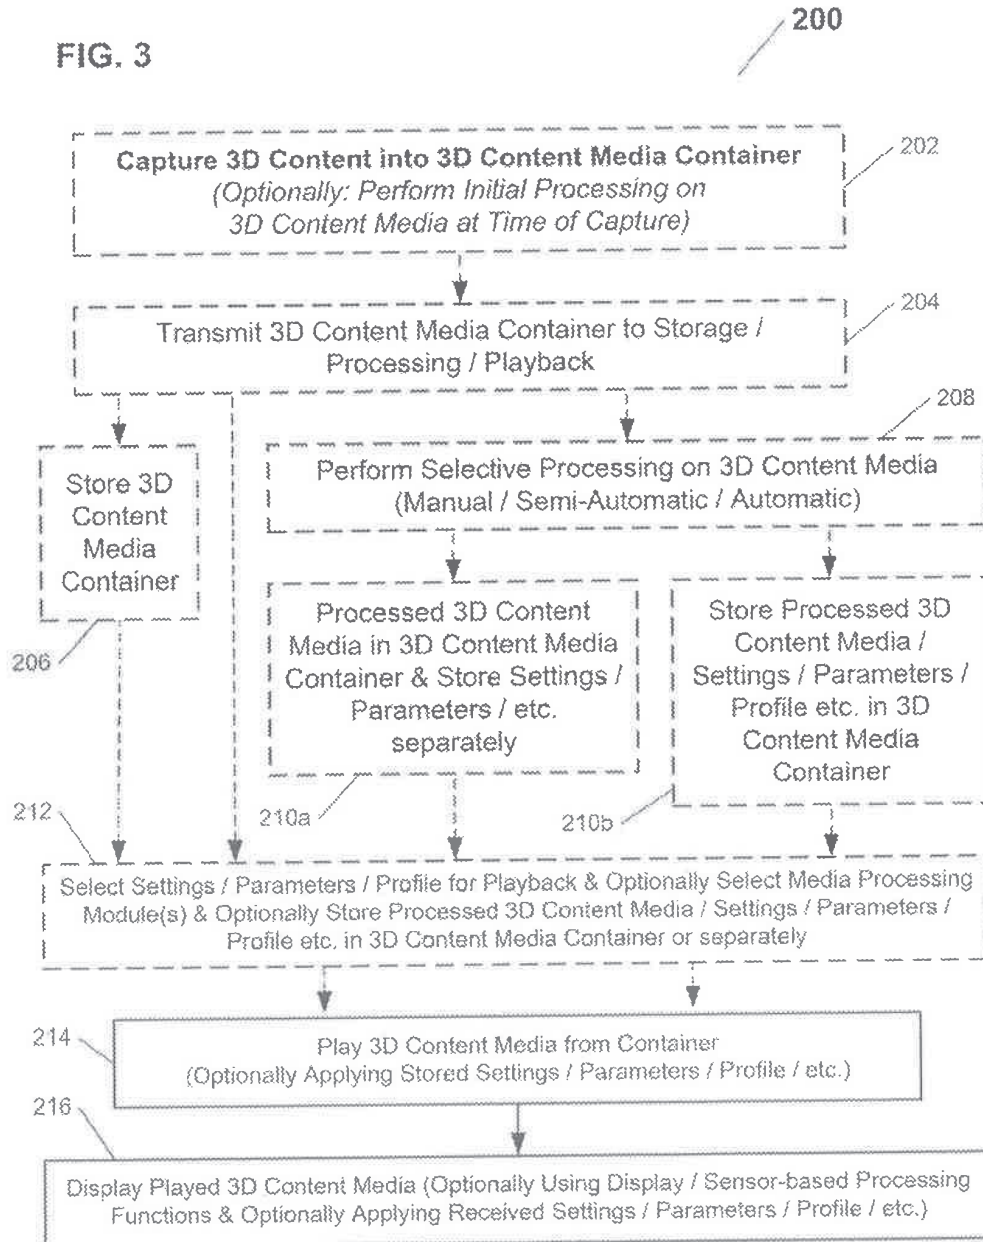 200
FIG. 3
Capture 3D Content into 3D Content Media Container
(Optionally: Perform Initial Processing on
3D Content Media at Time of Capture)
202
Transmit 3D Content Media Container to Storage /
Processing / Playback
204
208
Store 3D
Content
Media
Container
206
Perform Selective Processing on 3D Content Media
(Manual / Semi-Automatic / Automatic)
Processed 3D Content
Media in 3D Content Media
Container & Store Settings /
Parameters / etc.
separately
210a
Store Processed 3D
Content Media /
Settings / Parameters /
Profile etc. in 3D
Content Media
Container
210b
212
Select Settings / Parameters / Profile for Playback & Optionally Select Media Processing
Module(s) & Optionally Store Processed 3D Content Media / Settings / Parameters /
Profile etc. in 3D Content Media Container or separately
214
Play 3D Content Media from Container
(Optionally Applying Stored Settings / Parameters / Profile / etc.)
216
Display Played 3D Content Media (Optionally Using Display / Sensor-based Processing
Functions & Optionally Applying Received Settings / Parameters / Profile / etc.)